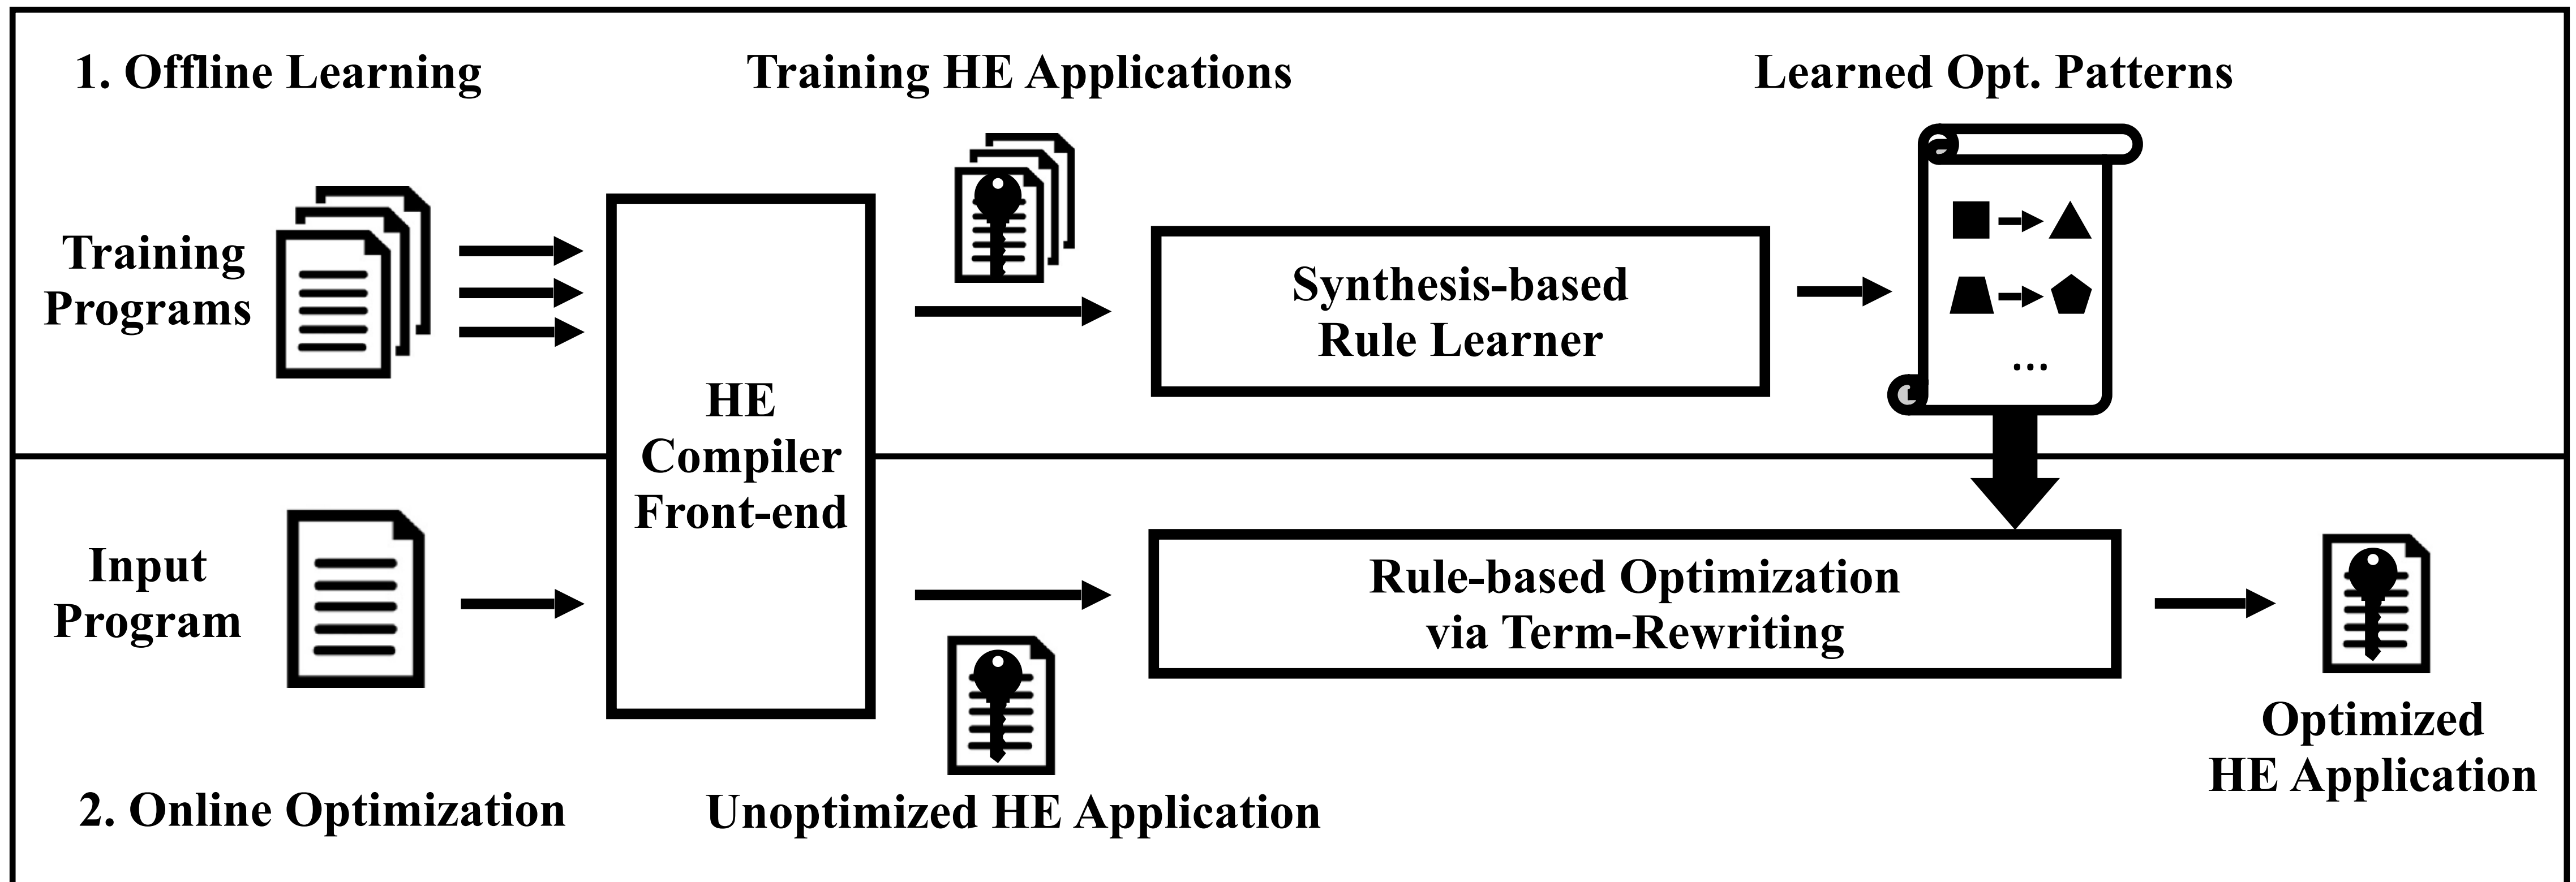 1. Offline Learning
Training HE Applications
Learned Opt. Patterns
Training
Programs
Synthesis-based
Rule Learner
...
HE
Compiler
Front-end
Input
Program
Rule-based Optimization
via Term-Rewriting
Optimized
HE Application
2. Online Optimization
Unoptimized HE Application